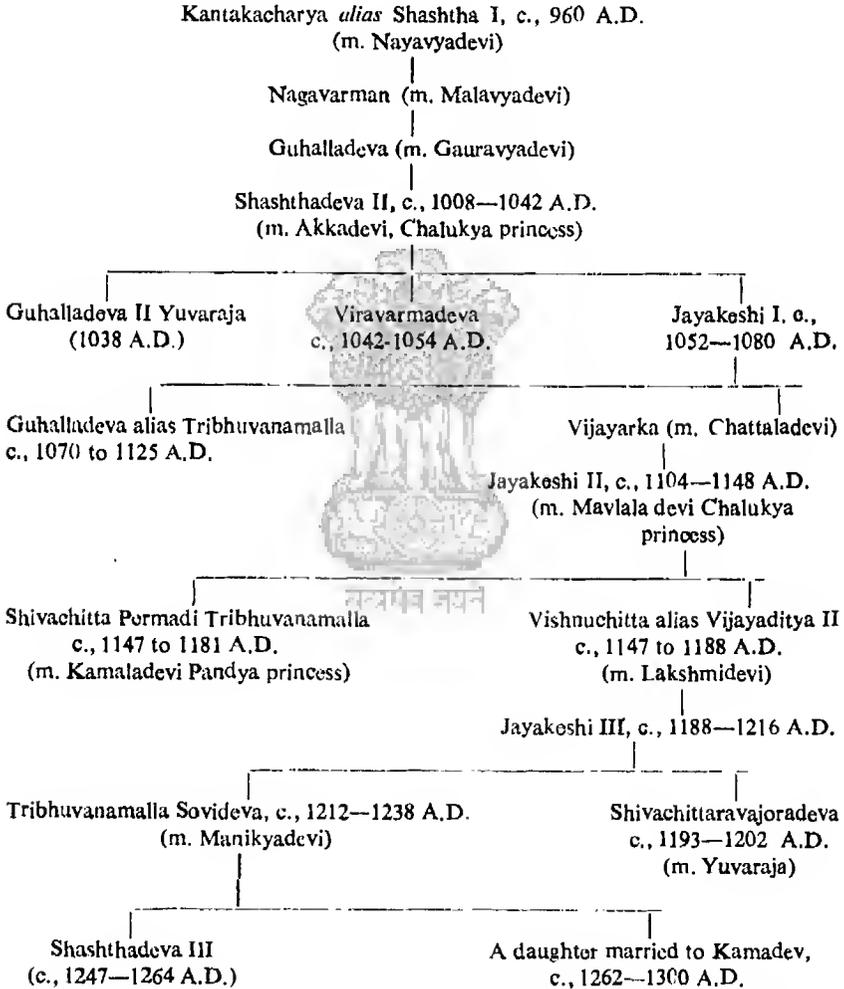 Kantakacharya alias Shashtha I, c., 960 A.D.
(m. Nayavyadevi)
Nagavarman (m. Malavyadevi)
Guhalladeva (m. Gauravyadevi)
Shashthadeva II, c., 1008—1042 A.D.
(m. Akkadevi, Chalukya princess)
Guhalladeva II Yuvaraja
(1038 A.D.)
Viravarmadeva
c., 1042-1054 A.D.
Jayakeshi I, c.,
1052—1080 A.D.
Guhalladeva alias Tribhuvanamalla
c., 1070 to 1125 A.D.
Vijayarka (m. Chattaladevi)
Jayakeshi II, c., 1104—1148 A.D.
(m. Mavlala devi Chalukya
princess)
सत्यमेव जयते
Shivachitta Permadi Tribhuvanamalla
c., 1147 to 1181 A.D.
(m. Kamaladevi Pandya princess)
Vishnuchitta alias Vijayaditya II
c., 1147 to 1188 A.D.
(m. Lakshmidevi)
Jayakeshi III, c., 1188—1216 A.D.
Tribhuvanamalla Sovideva, c., 1212—1238 A.D.
(m. Manikyadevi)
Shivachittaravajoradeva
c., 1193—1202 A.D.
(m. Yuvaraja)
Shashthadeva III
(c., 1247—1264 A.D.)
A daughter married to Kamadev,
c., 1262—1300 A.D.